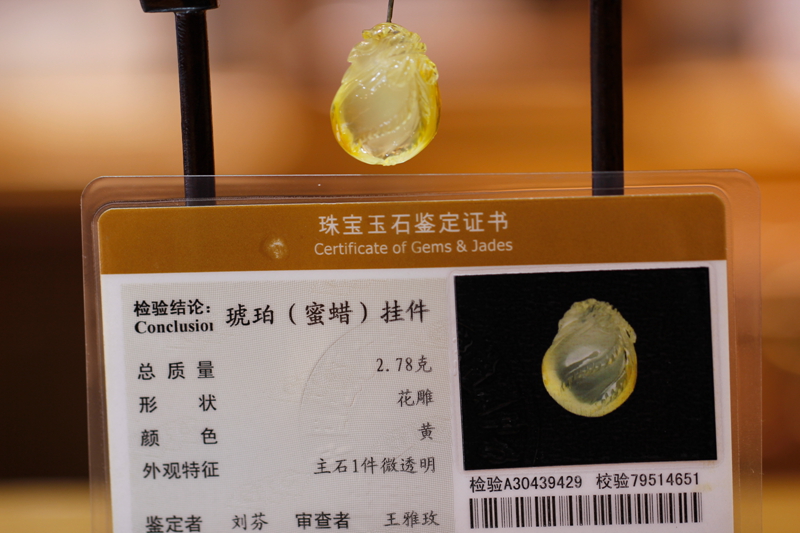 珠宝玉石鉴定证书
Certificate of Gems & Jades
检验结论： 琥珀（蜜蜡）挂件
Conclusion
总质量 2.78克
形状 花雕
颜色 黄
外观特征 主石1件微透明
鉴定者 刘芬 审查者 王雅玫
检验A30439429 校验79514651